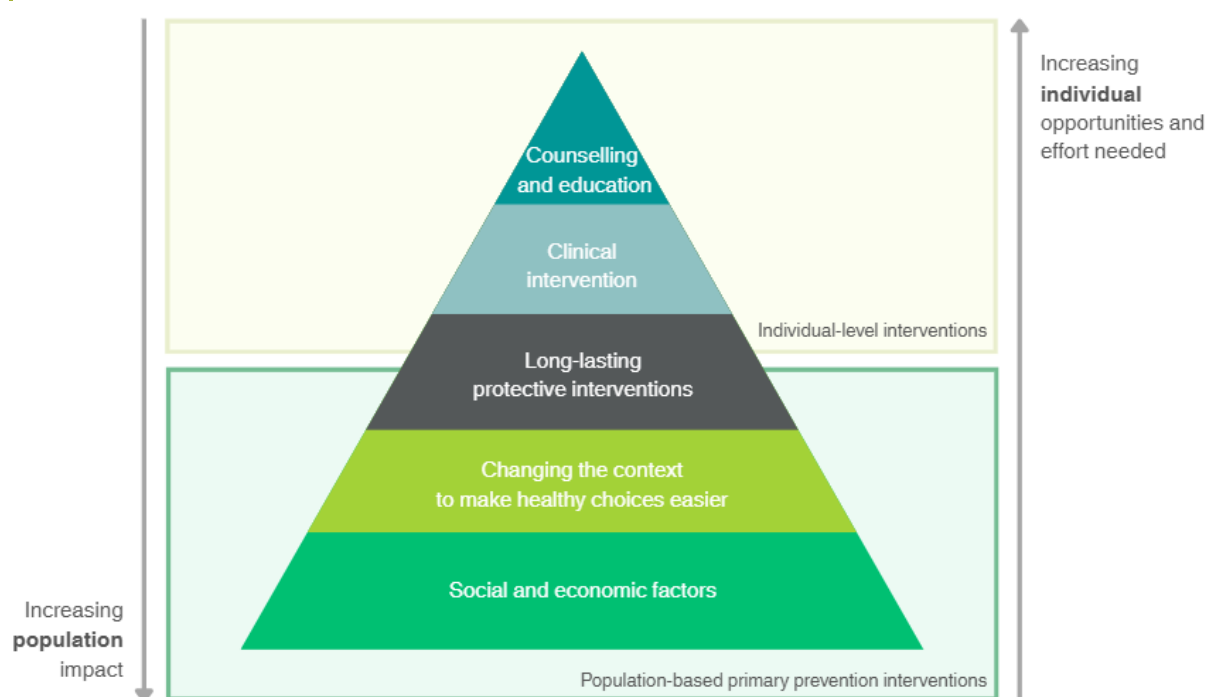 Increasing
individual
opportunities and
effort needed
Counselling
and education
Clinical
intervention
Individual-level interventions
Long-lasting
protective interventions
Changing the context
to make healthy choices easier
Social and economic factors
Increasing
population
impact
Population-based primary prevention interventions